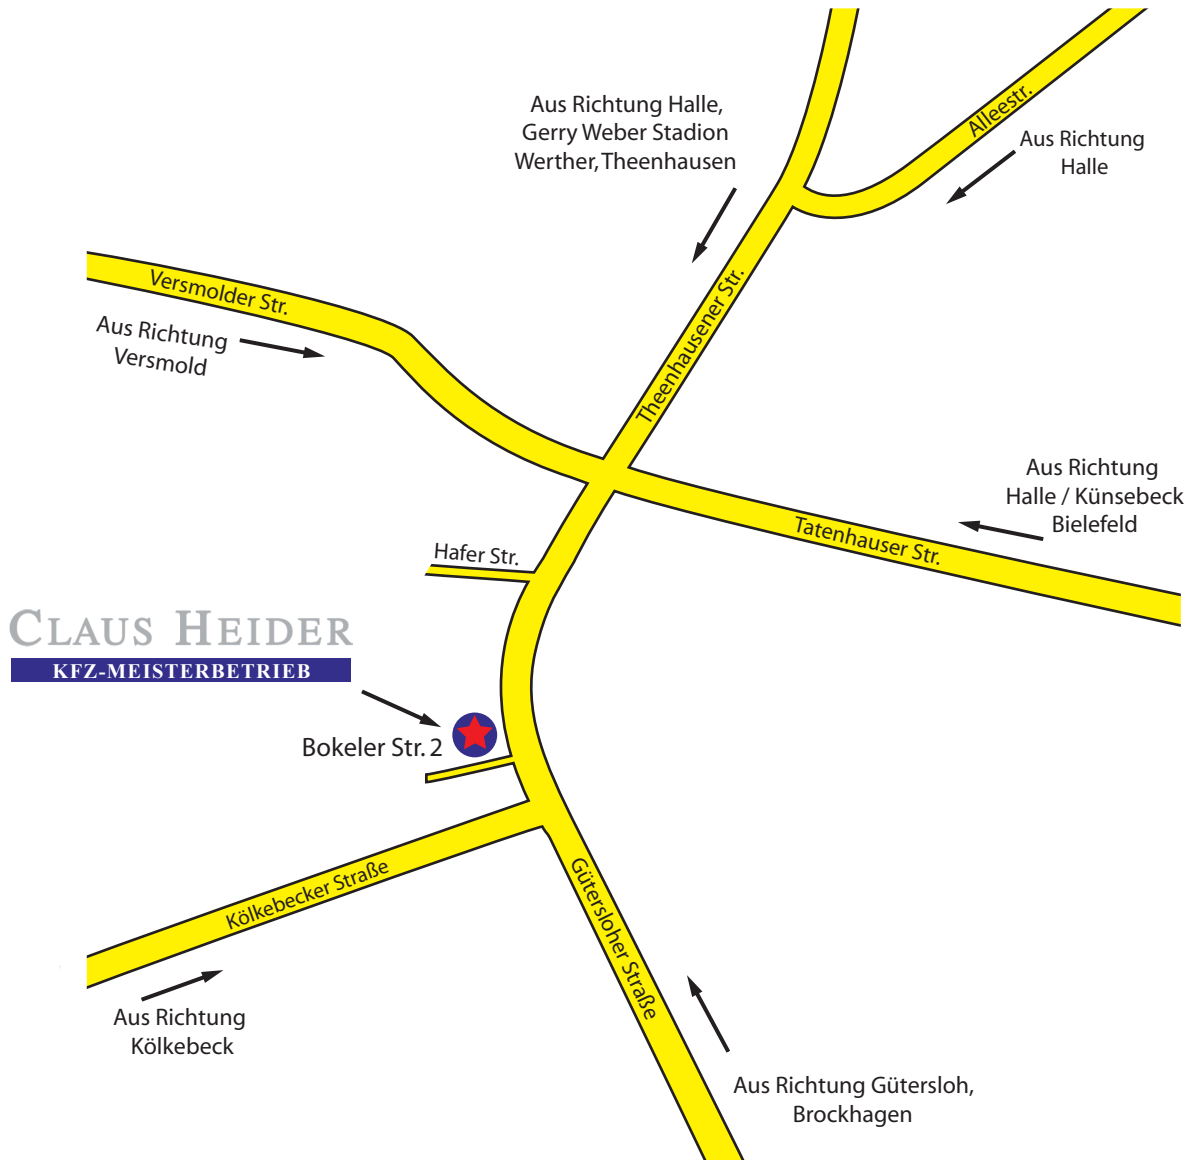 Aus Richtung Halle,
Gerry Weber Stadion
Werther, Theenhausen
Alleestr.
Aus Richtung
Halle
Versmolder Str.
Aus Richtung
Versmold
Theenhausener Str.
Aus Richtung
Halle / Künsebeck
Bielefeld
Tatenhauser Str.
Hafer Str.
CLAUS HEIDER
KFZ-MEISTERBETRIEB
Bokeler Str. 2
Kölkebecker Straße
Gütersloher Straße
Aus Richtung
Kölkebeck
Aus Richtung Gütersloh,
Brockhagen